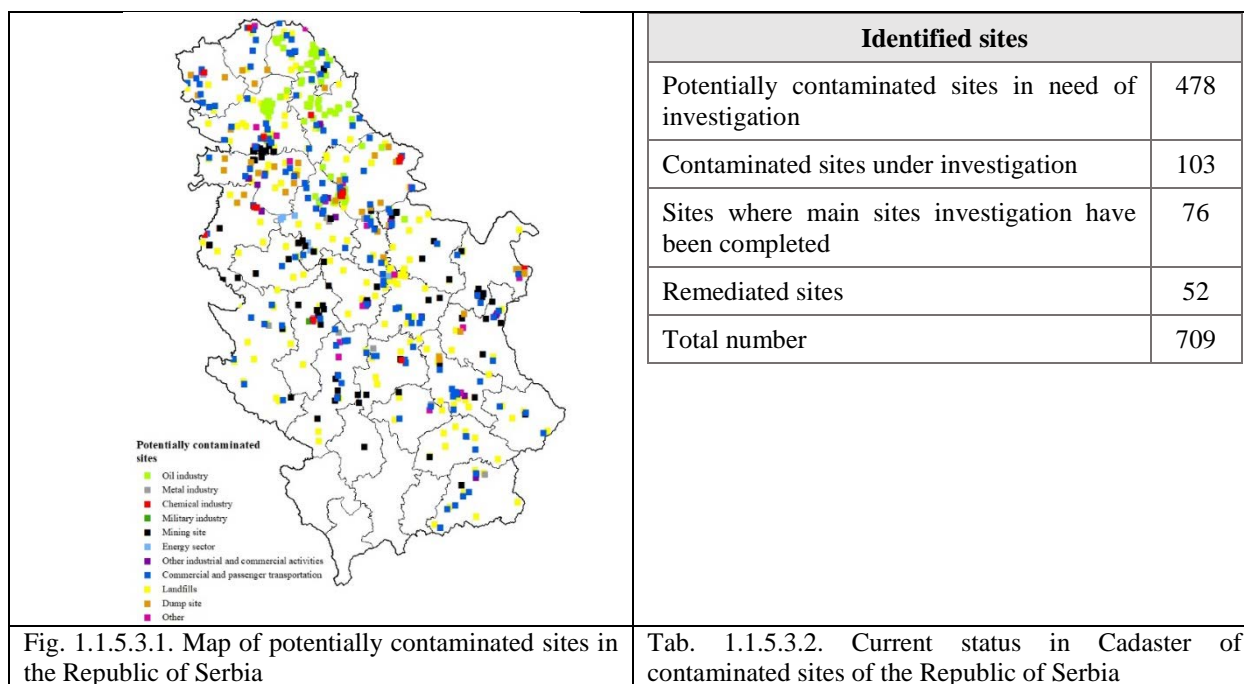 Potentially contaminated
sites
Oil industry
Metal industry
Chemical industry
Military industry
Mining site
Energy sector
Other industrial and commercial activities
Commercial and passenger transportation
Landfills
Dump site
Other
Fig. 1.1.5.3.1. Map of potentially contaminated sites in
the Republic of Serbia
Identified sites
Potentially contaminated sites in need of 478
investigation
Contaminated sites under investigation 103
Sites where main sites investigation have 76
been completed
Remediated sites 52
Total number 709
Tab. 1.1.5.3.2. Current status in Cadaster of
contaminated sites of the Republic of Serbia